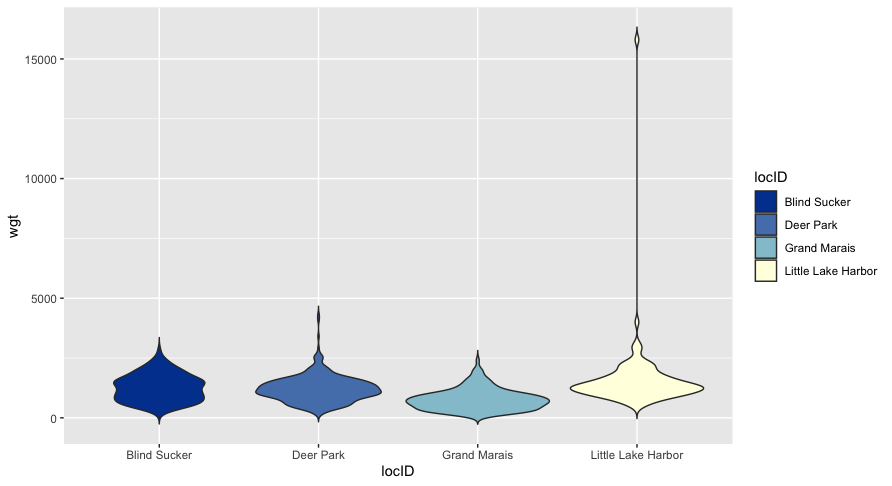 15000
10000
5000
0
wgt
Blind Sucker
Deer Park
Grand Marais
Little Lake Harbor
locID
locID
Blind Sucker
Deer Park
Grand Marais
Little Lake Harbor